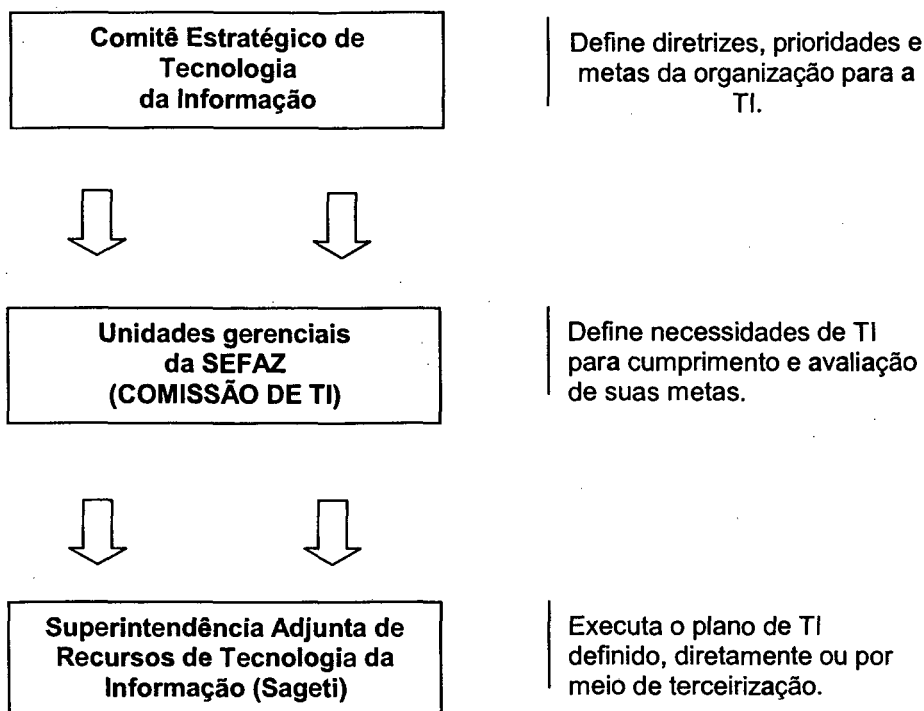 Comitê Estratégico de
Tecnologia
da Informação
Define diretrizes, prioridades e
metas da organização para a
TI.
Unidades gerenciais
da SEFAZ
(COMISSÃO DE TI)
Define necessidades de TI
para cumprimento e avaliação
de suas metas.
Superintendência Adjunta de
Recursos de Tecnologia da
Informação (Sageti)
Executa o plano de TI
definido, diretamente ou por
meio de terceirização.